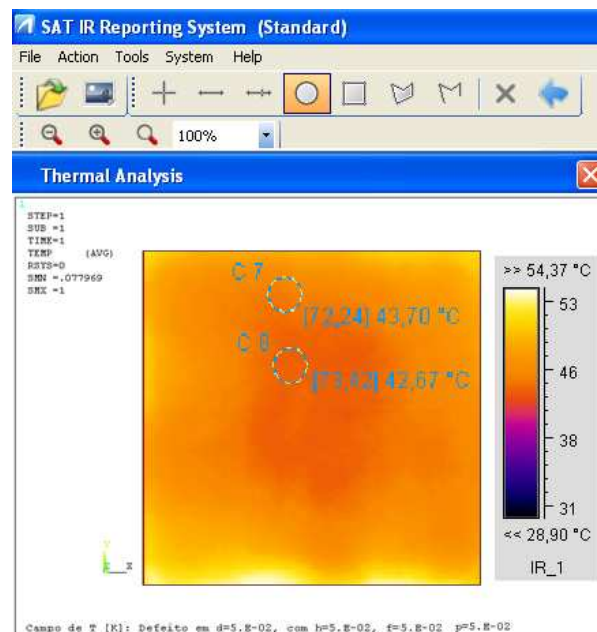 SAT IR Reporting System (Standard)
File Action Tools System Help
100%
Thermal Analysis
1
STEP=1
SUB =1
TIME=1
TEMP (AVG)
RSYS=0
SMN =.077969
SMX =1
C 7
[72,24] 43,70 °C
C 8
[73,42] 42,67 °C
>> 54,37 °C
53
46
38
31
<< 28,90 °C
IR_1
Y
Z X
Campo de T [K]: Defeito em d=5.E-02, com h=5.E-02, f=5.E-02 p=5.E-02